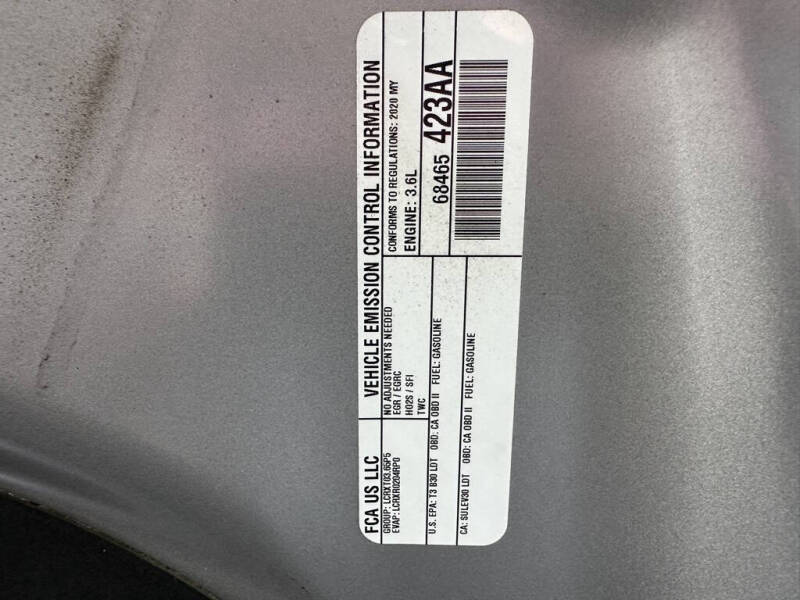 FCA US LLC VEHICLE EMISSION CONTROL INFORMATION
GROUP: LCRXT03.65P5
EVAP: LCRXR0204RP0
NO ADJUSTMENTS NEEDED
EGR / EGRC
HO2S / SFI
TWC
CONFORMS TO REGULATIONS: 2020 MY
ENGINE: 3.6L
U.S. EPA: T3 B30 LDT OBD: CA OBD II FUEL: GASOLINE
CA: SULEV30 LDT OBD: CA OBD II FUEL: GASOLINE
68465 423AA